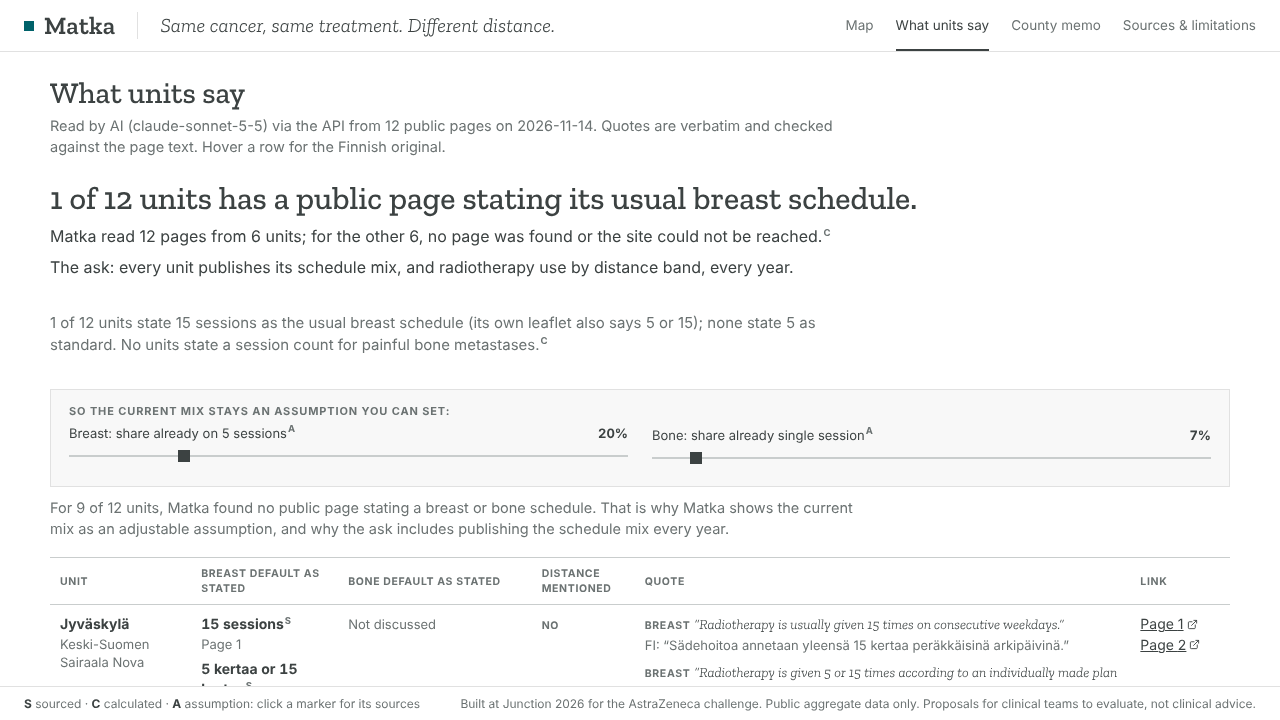 Matka
Same cancer, same treatment. Different distance.
Map
What units say
County memo
Sources & limitations
What units say
Read by AI (claude-sonnet-5-5) via the API from 12 public pages on 2026-11-14. Quotes are verbatim and checked
against the page text. Hover a row for the Finnish original.
1 of 12 units has a public page stating its usual breast schedule.
Matka read 12 pages from 6 units; for the other 6, no page was found or the site could not be reached. C
The ask: every unit publishes its schedule mix, and radiotherapy use by distance band, every year.
1 of 12 units state 15 sessions as the usual breast schedule (its own leaflet also says 5 or 15); none state 5 as
standard. No units state a session count for painful bone metastases. C
SO THE CURRENT MIX STAYS AN ASSUMPTION YOU CAN SET:
Breast: share already on 5 sessions A
20%
Bone: share already single session A
7%
For 9 of 12 units, Matka found no public page stating a breast or bone schedule. That is why Matka shows the current
mix as an adjustable assumption, and why the ask includes publishing the schedule mix every year.
UNIT
BREAST DEFAULT AS
STATED
BONE DEFAULT AS STATED
DISTANCE
MENTIONED
QUOTE
LINK
Jyväskylä
Keski-Suomen
Sairaala Nova
15 sessions S
Page 1
5 kertaa or 15
Not discussed
NO
BREAST "Radiotherapy is usually given 15 times on consecutive weekdays."
FI: “Sädehoitoa annetaan yleensä 15 kertaa peräkkäisinä arkipäivinä.”
BREAST "Radiotherapy is given 5 or 15 times according to an individually made plan
Page 1
Page 2
S sourced · C calculated · A assumption: click a marker for its sources
Built at Junction 2026 for the AstraZeneca challenge. Public aggregate data only. Proposals for clinical teams to evaluate, not clinical advice.